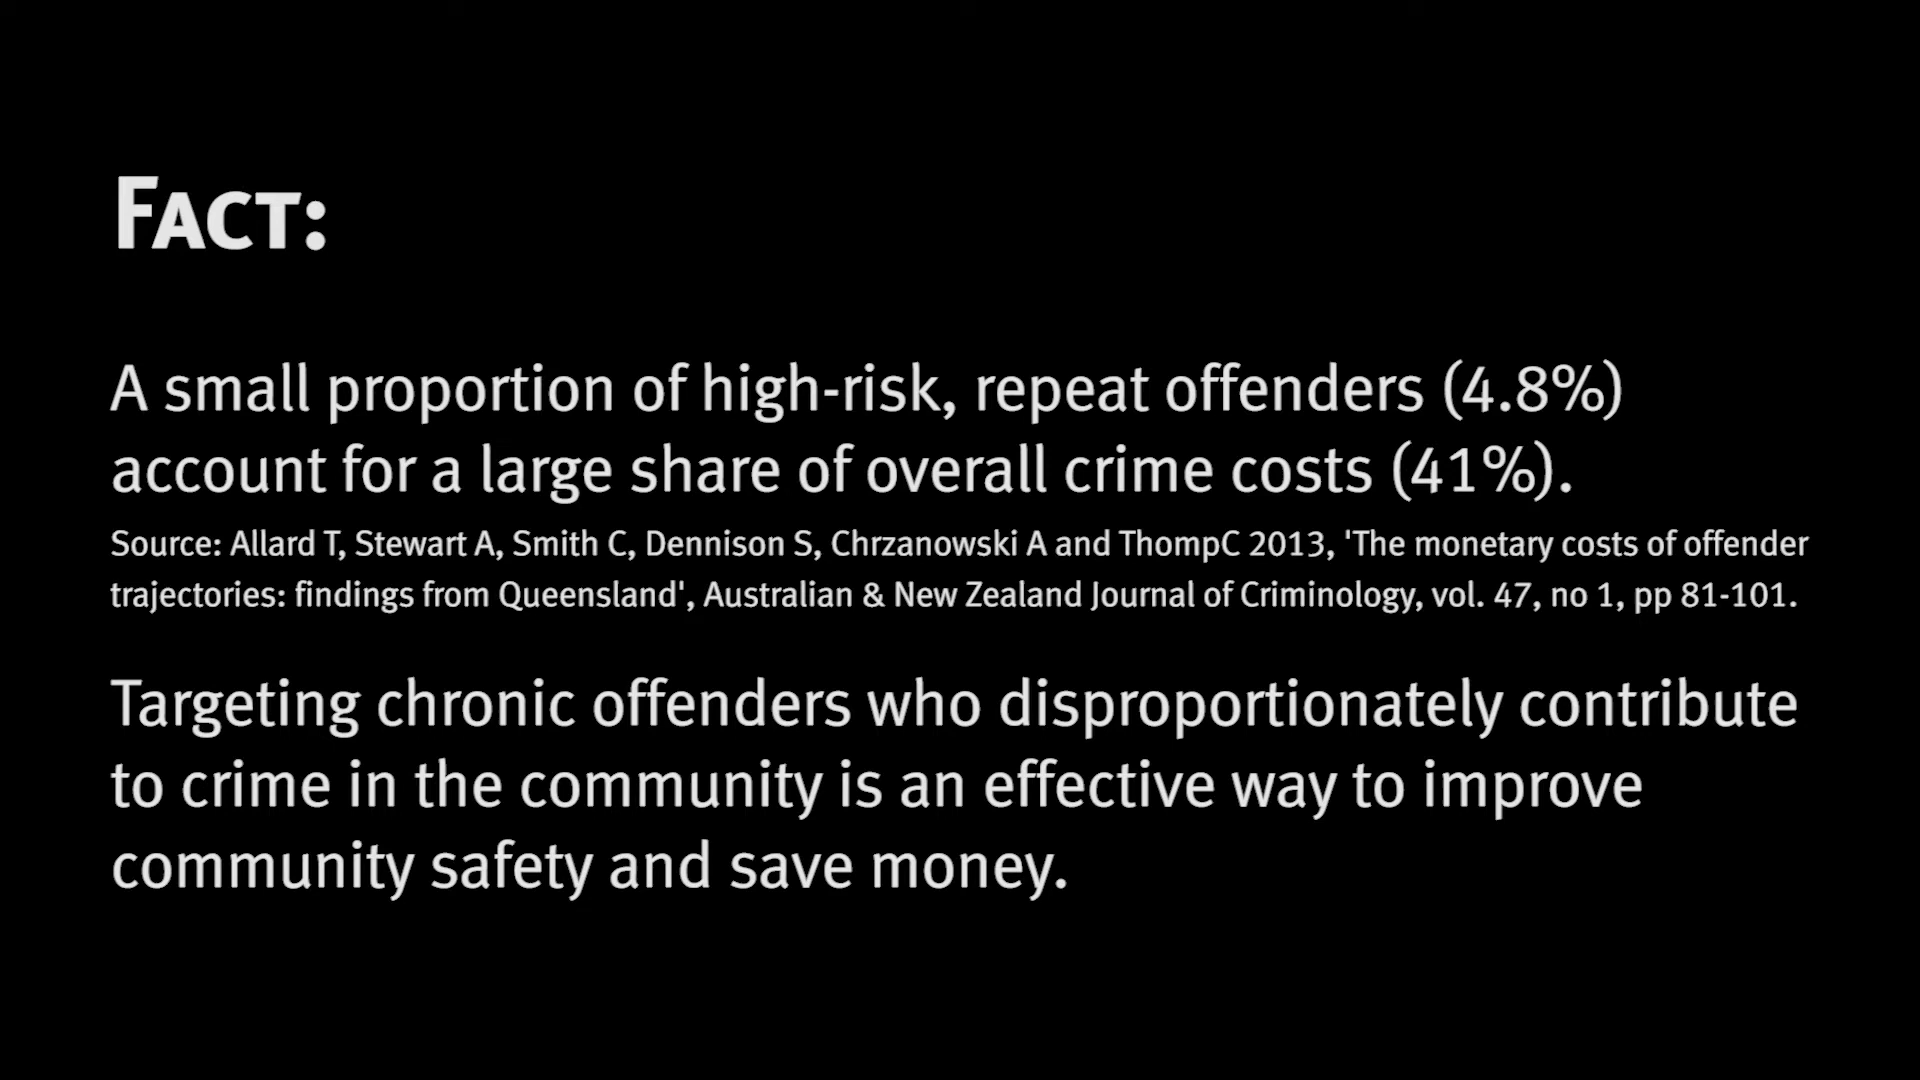 Fact:
A small proportion of high-risk, repeat offenders (4.8%)
account for a large share of overall crime costs (41%).
Source: Allard T, Stewart A, Smith C, Dennison S, Chrzanowski A and ThompC 2013, 'The monetary costs of offender
trajectories: findings from Queensland', Australian & New Zealand Journal of Criminology, vol. 47, no 1, pp 81-101.
Targeting chronic offenders who disproportionately contribute
to crime in the community is an effective way to improve
community safety and save money.